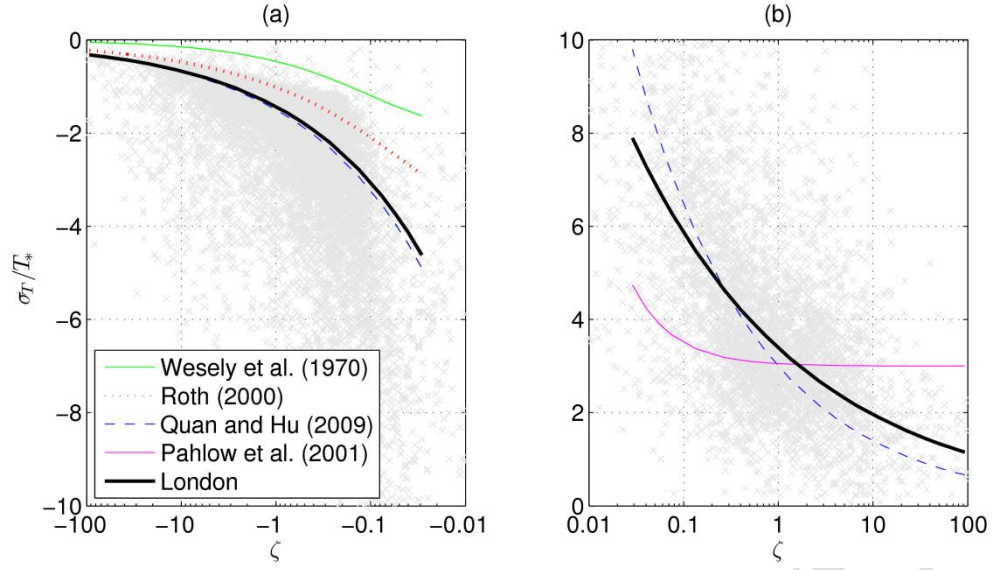 (a)
(b)
0
−2
−4
−6
−8
−10
σ_T/T_*
−100
−10
−1
−0.1
−0.01
ζ
Wesely et al. (1970)
Roth (2000)
Quan and Hu (2009)
Pahlow et al. (2001)
London
10
8
6
4
2
0
0.01
0.1
1
10
100
ζ